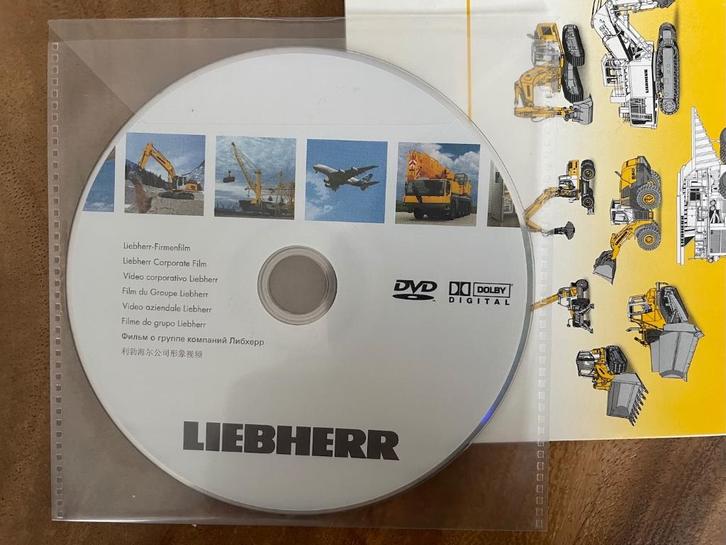 Liebherr-Firmenfilm
Liebherr Corporate Film
Video corporativo Liebherr
Film du Groupe Liebherr
Video aziendale Liebherr
Filme do grupo Liebherr
Фильм о группе компаний Либхерр
利勃海尔公司形象视频
DVD
DOLBY
DIGITAL
LIEBHERR
LIEBHERR